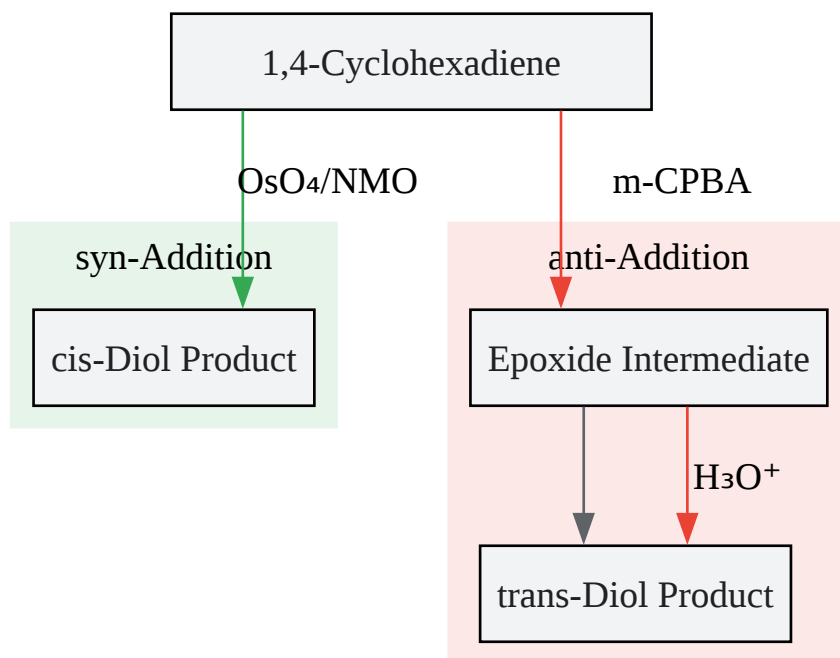 1,4-Cyclohexadiene
OsO₄/NMO
m-CPBA
syn-Addition
anti-Addition
cis-Diol Product
Epoxide Intermediate
H₃O⁺
trans-Diol Product